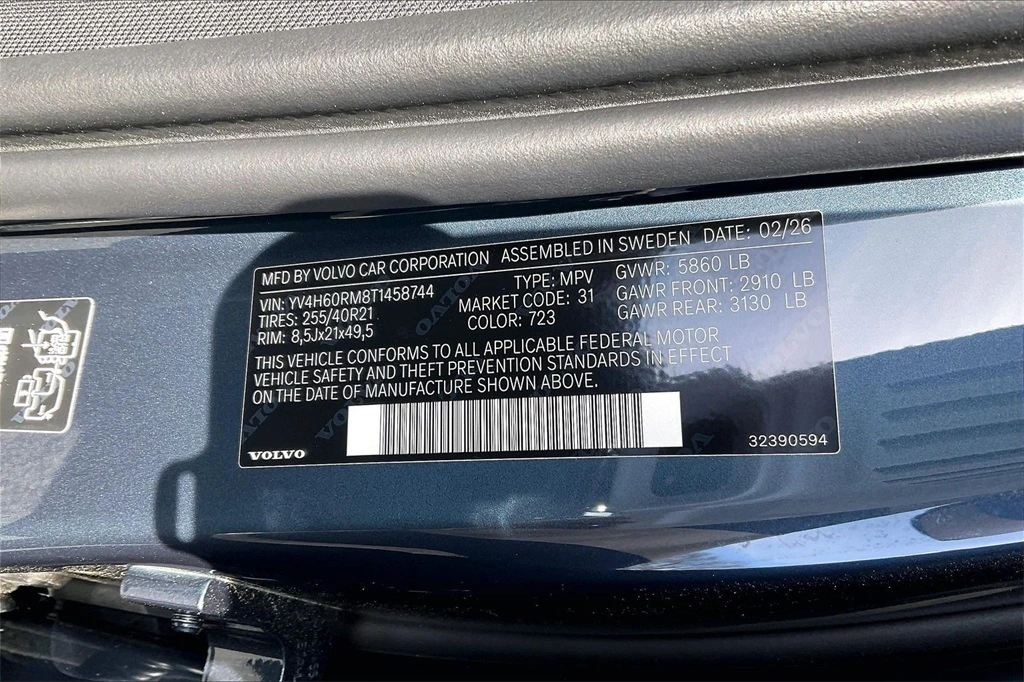 MFD BY VOLVO CAR CORPORATION ASSEMBLED IN SWEDEN DATE: 02/26
VIN: YV4H60RM8T1458744 TYPE: MPV GVWR: 5860 LB
TIRES: 255/40R21 MARKET CODE: 31 GAWR FRONT: 2910 LB
RIM: 8,5Jx21x49,5 COLOR: 723 GAWR REAR: 3130 LB
THIS VEHICLE CONFORMS TO ALL APPLICABLE FEDERAL MOTOR
VEHICLE SAFETY AND THEFT PREVENTION STANDARDS IN EFFECT
ON THE DATE OF MANUFACTURE SHOWN ABOVE.
VOLVO 32390594